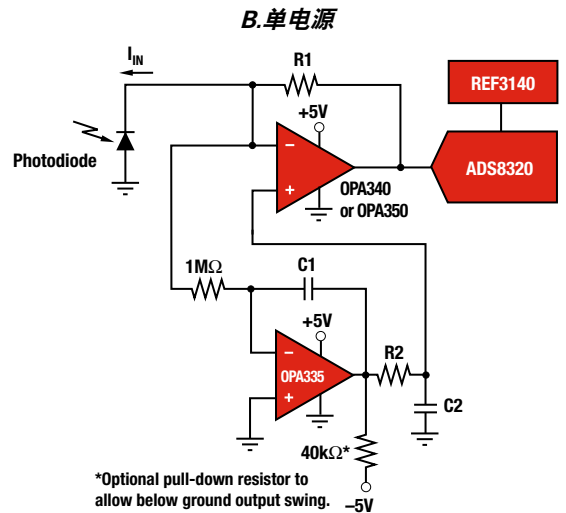 B.单电源
I_IN
R1
REF3140
+5V
Photodiode
−
+
OPA340
or OPA350
ADS8320
1MΩ
C1
+5V
R2
−
OPA335
+
C2
40kΩ*
*Optional pull-down resistor to
allow below ground output swing.
−5V